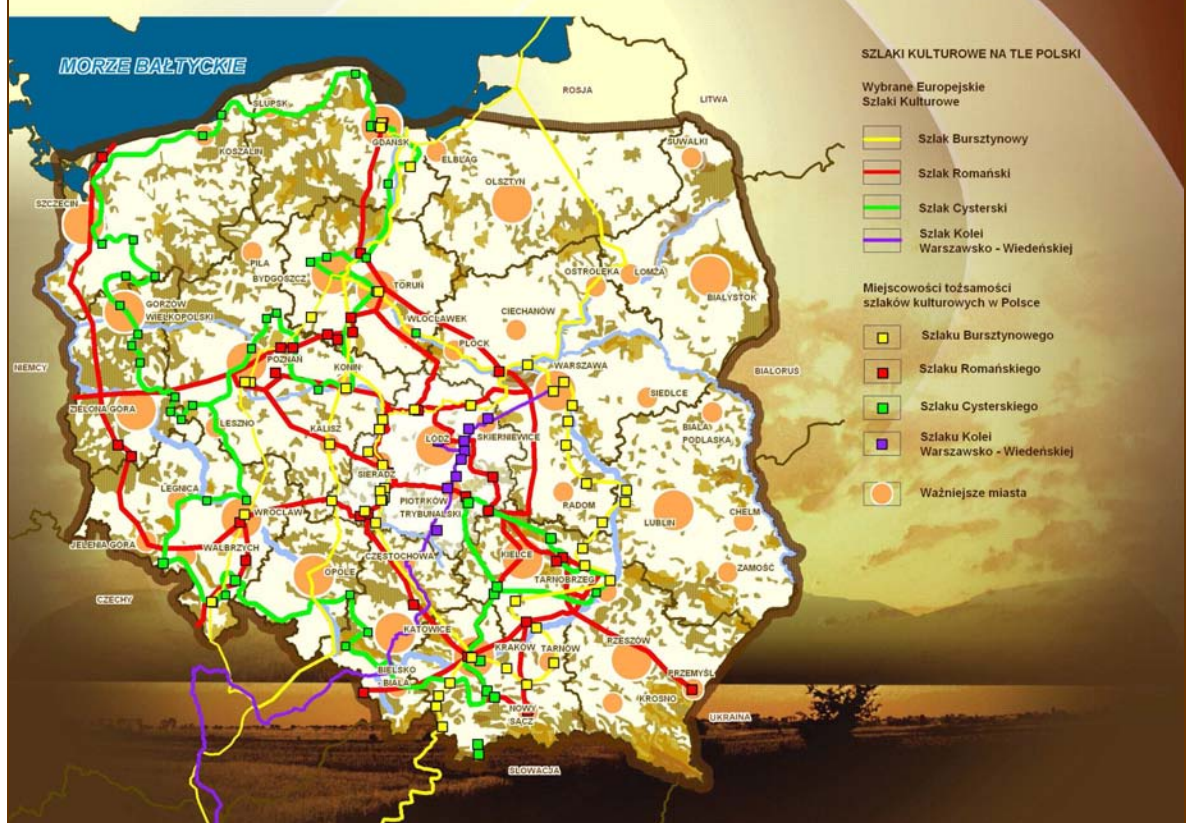 MORZE BAŁTYCKIE
ROSJA
LITWA
SŁUPSK
KOSZALIN
GDAŃSK
ELBLĄG
SUWAŁKI
OLSZTYN
SZCZECIN
PIŁA
BYDGOSZCZ
TORUŃ
OSTROŁĘKA
ŁOMŻA
BIAŁYSTOK
GORZÓW
WIELKOPOLSKI
WŁOCŁAWEK
CIECHANÓW
PŁOCK
NIEMCY
POZNAŃ
KONIN
WARSZAWA
SIEDLCE
BIAŁORUŚ
ZIELONA GÓRA
LESZNO
KALISZ
ŁÓDŹ
SKIERNIEWICE
BIAŁA
PODLASKA
SIERADZ
LEGNICA
PIOTRKÓW
TRYBUNALSKI
RADOM
WROCŁAW
LUBLIN
CHEŁM
JELENIA GÓRA
WAŁBRZYCH
CZĘSTOCHOWA
KIELCE
OPOLE
TARNOBRZEG
ZAMOŚĆ
CZECHY
KATOWICE
KRAKÓW
TARNÓW
RZESZÓW
BIELSKO
BIAŁA
PRZEMYŚL
KROSNO
NOWY
SĄCZ
UKRAINA
SŁOWACJA
SZLAKI KULTUROWE NA TLE POLSKI
Wybrane Europejskie
Szlaki Kulturowe
Szlak Bursztynowy
Szlak Romański
Szlak Cysterski
Szlak Kolei
Warszawsko - Wiedeńskiej
Miejscowości tożsamości
szlaków kulturowych w Polsce
Szlaku Bursztynowego
Szlaku Romańskiego
Szlaku Cysterskiego
Szlaku Kolei
Warszawsko - Wiedeńskiej
Ważniejsze miasta